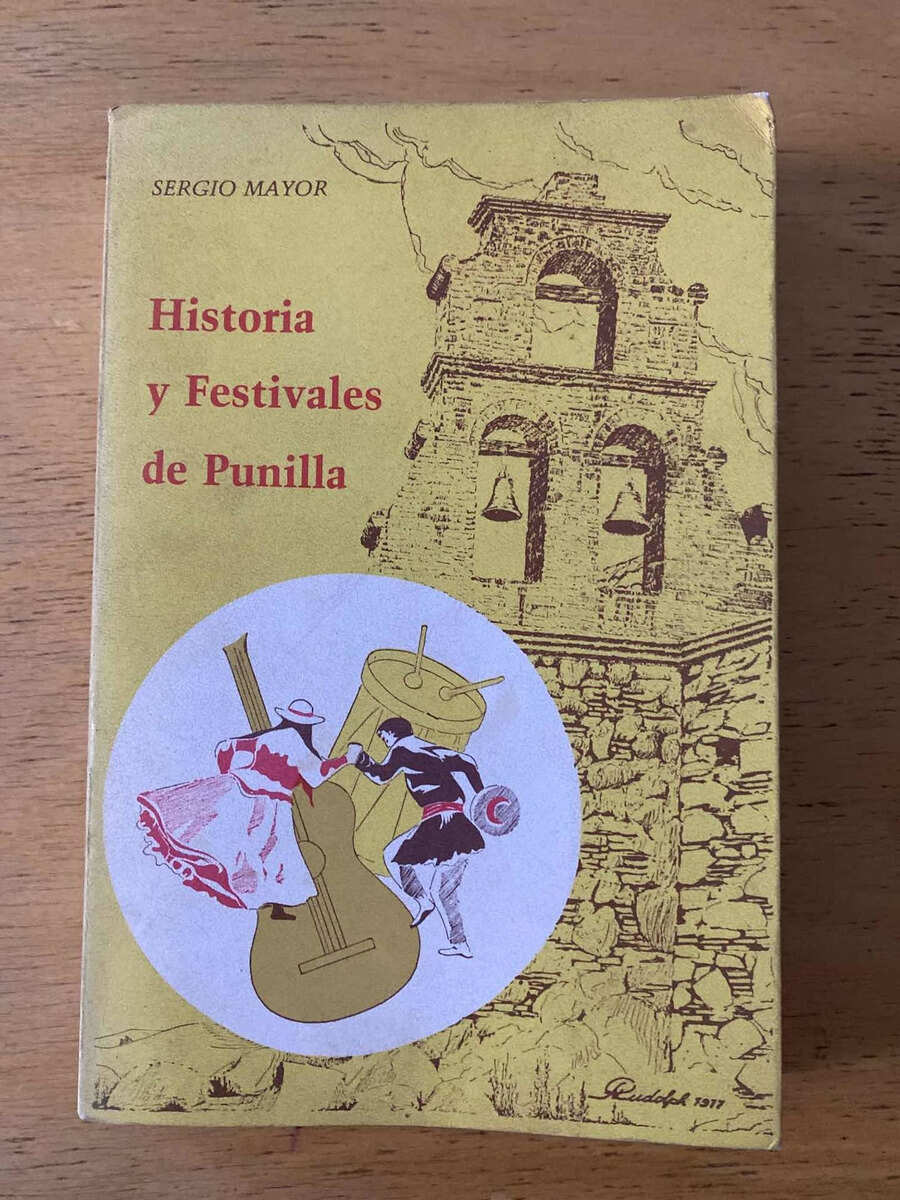 SERGIO MAYOR
Historia
y Festivales
de Punilla
Rudolph 1977